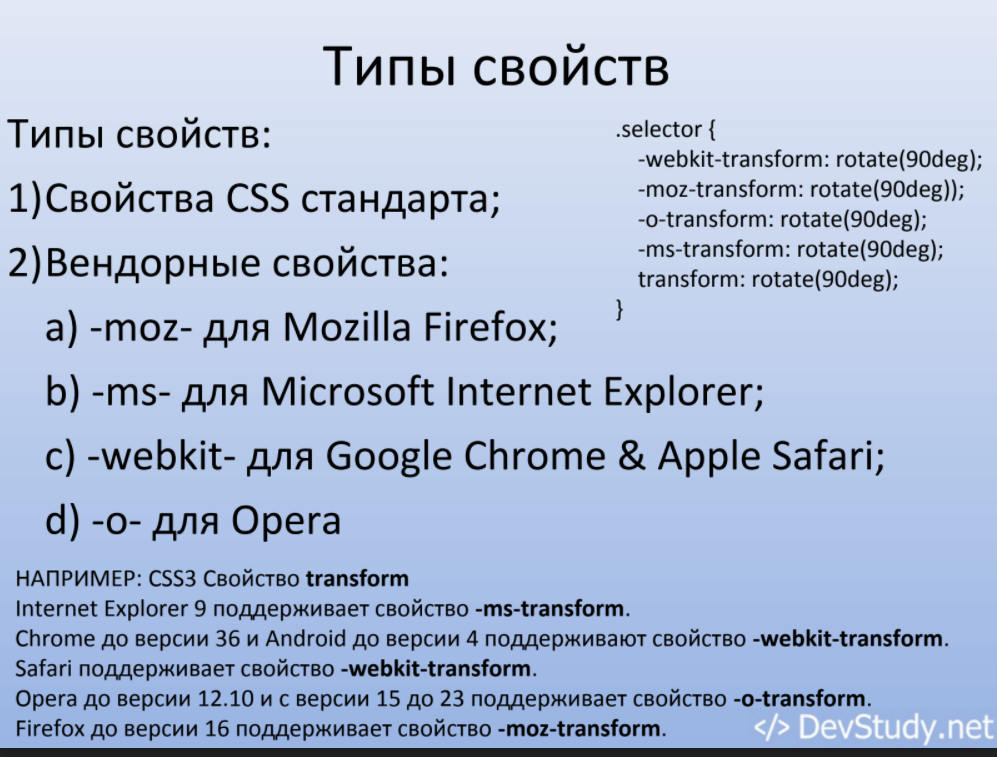 Типы свойств
Типы свойств:
1)Свойства CSS стандарта;
2)Вендорные свойства:
a) -moz- для Mozilla Firefox;
b) -ms- для Microsoft Internet Explorer;
c) -webkit- для Google Chrome & Apple Safari;
d) -o- для Opera
.selector {
-webkit-transform: rotate(90deg);
-moz-transform: rotate(90deg));
-o-transform: rotate(90deg);
-ms-transform: rotate(90deg);
transform: rotate(90deg);
}
НАПРИМЕР: CSS3 Свойство transform
Internet Explorer 9 поддерживает свойство -ms-transform.
Chrome до версии 36 и Android до версии 4 поддерживают свойство -webkit-transform.
Safari поддерживает свойство -webkit-transform.
Opera до версии 12.10 и с версии 15 до 23 поддерживает свойство -o-transform.
Firefox до версии 16 поддерживает свойство -moz-transform.
</> DevStudy.net